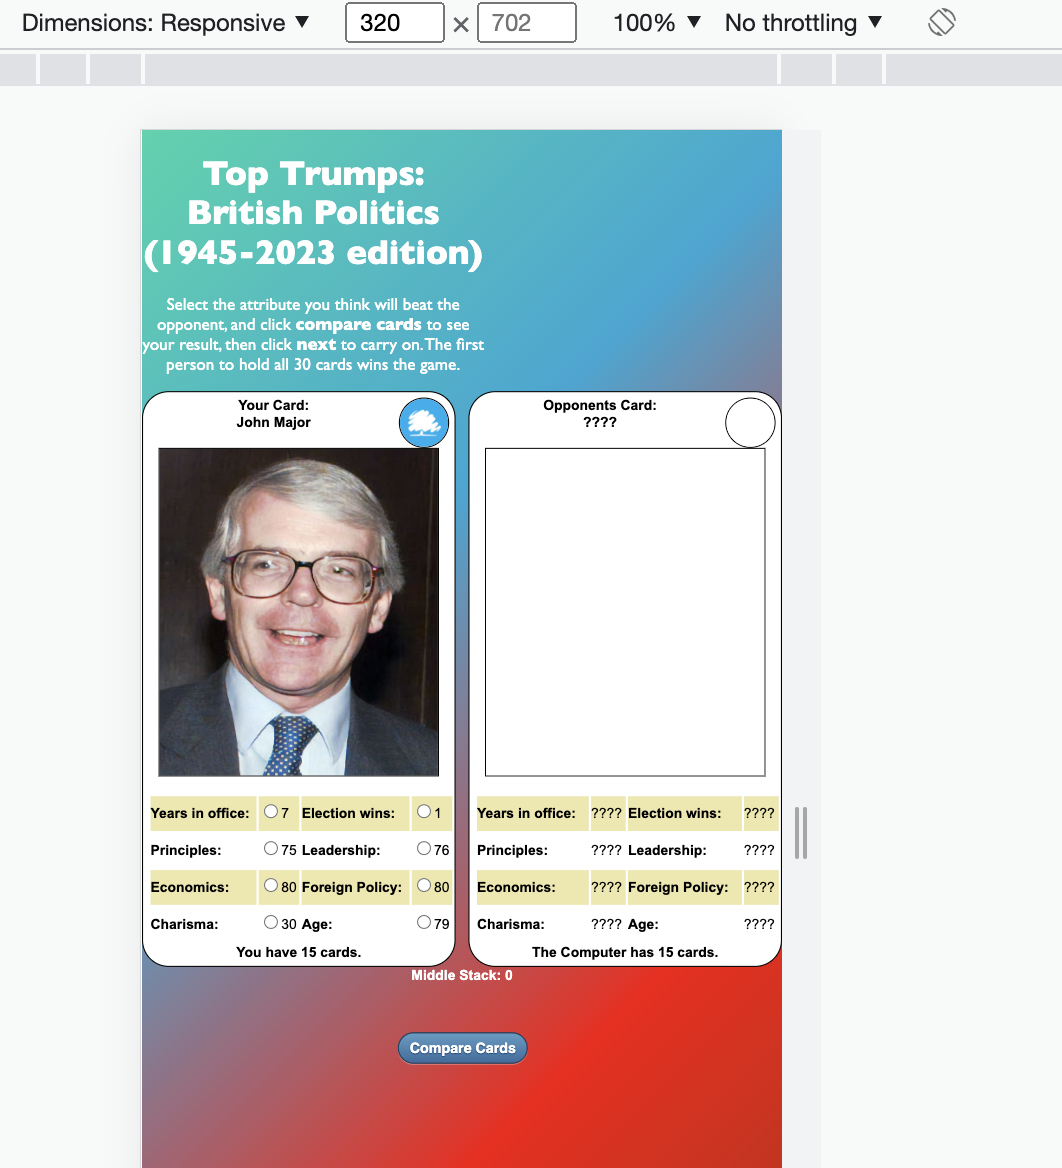 Dimensions: Responsive ▼ 320 × 702 100% ▼ No throttling ▼
Top Trumps:
British Politics
(1945-2023 edition)
Select the attribute you think will beat the
opponent, and click compare cards to see
your result, then click next to carry on. The first
person to hold all 30 cards wins the game.
Your Card:
John Major
Years in office: 7 Election wins: 1
Principles: 75 Leadership: 76
Economics: 80 Foreign Policy: 80
Charisma: 30 Age: 79
You have 15 cards.
Opponents Card:
????
Years in office: ???? Election wins: ????
Principles: ???? Leadership: ????
Economics: ???? Foreign Policy: ????
Charisma: ???? Age: ????
The Computer has 15 cards.
Middle Stack: 0
Compare Cards